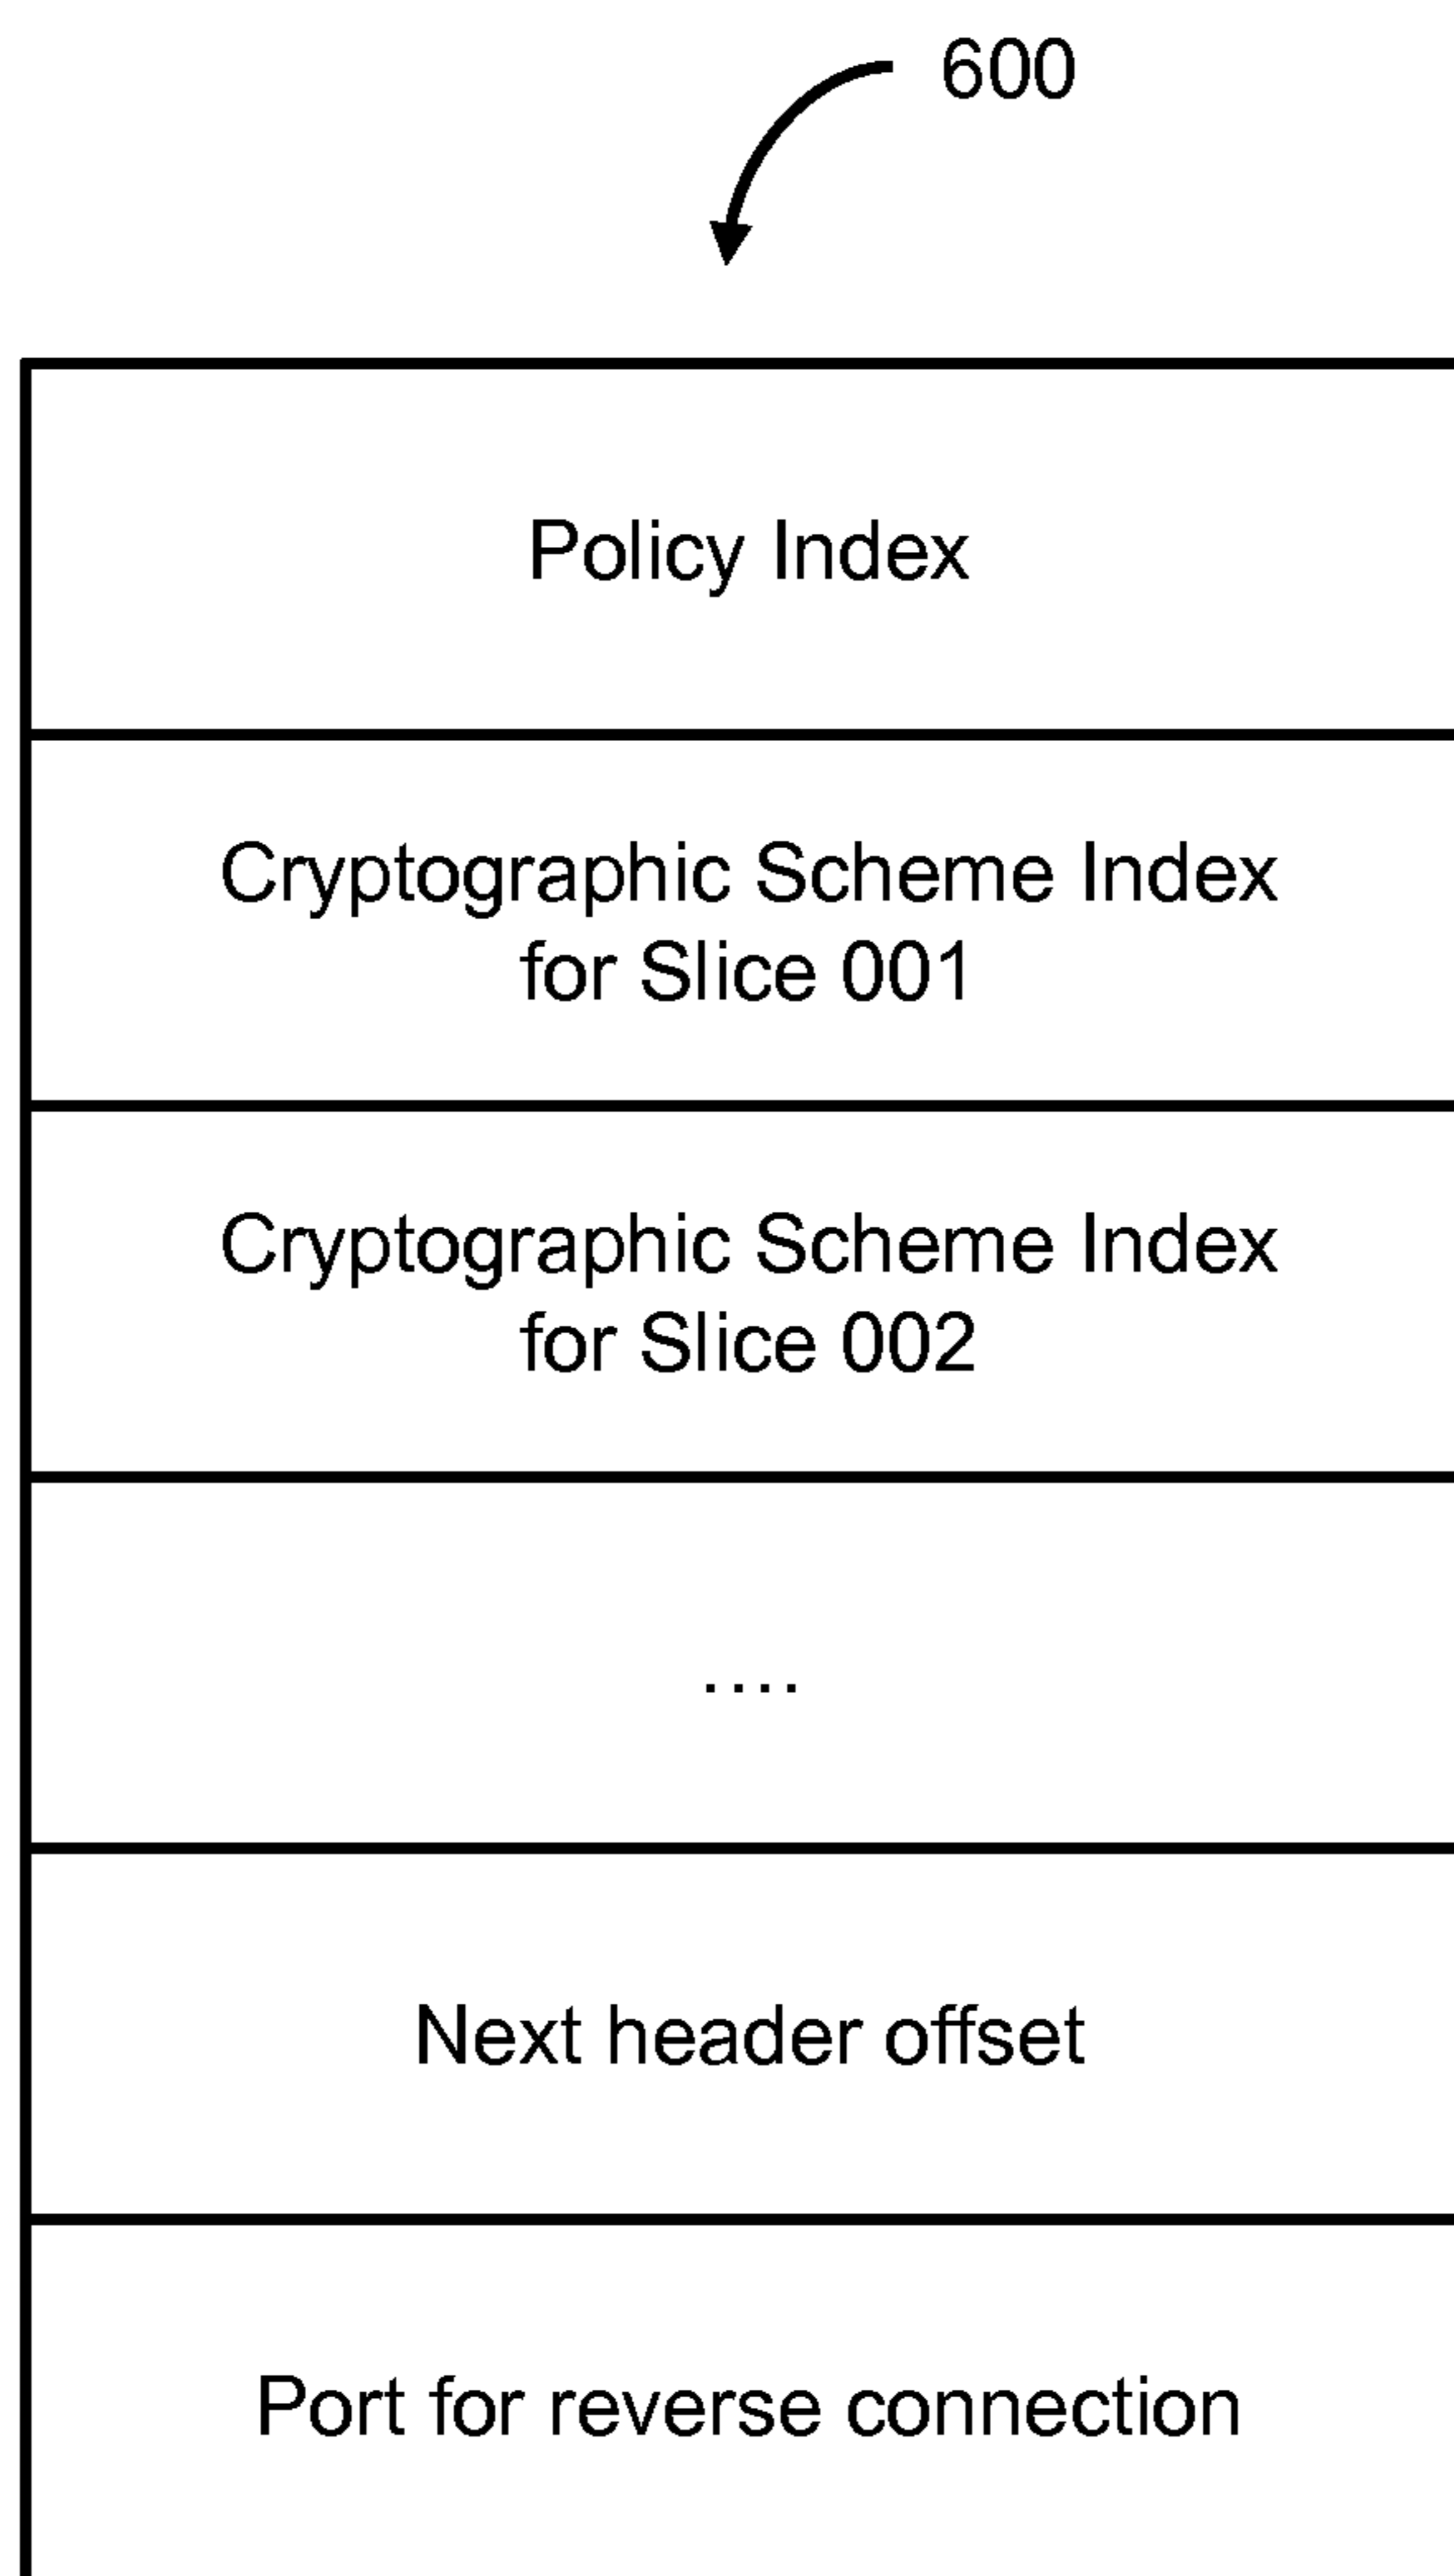 600
Policy Index
Cryptographic Scheme Index
for Slice 001
Cryptographic Scheme Index
for Slice 002
....
Next header offset
Port for reverse connection